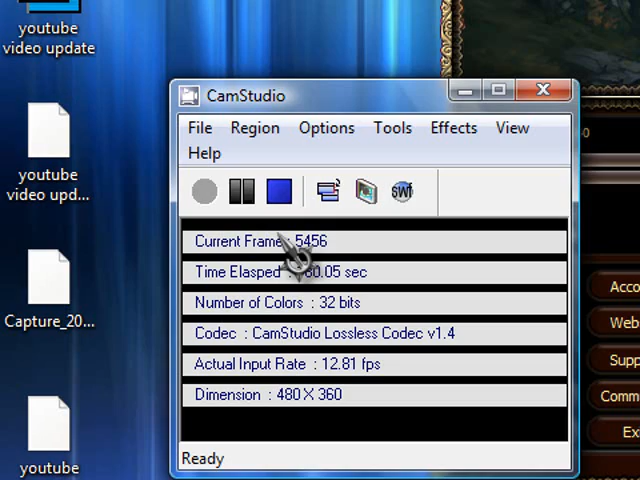 youtube
video update
youtube
video upd...
Capture_20...
youtube
CamStudio
File Region Options Tools Effects View
Help
swf
Current Frame : 5456
Time Elasped : 80.05 sec
Number of Colors : 32 bits
Codec : CamStudio Lossless Codec v1.4
Actual Input Rate : 12.81 fps
Dimension : 480 X 360
Ready
Acco
Web
Supp
Comm
Ex